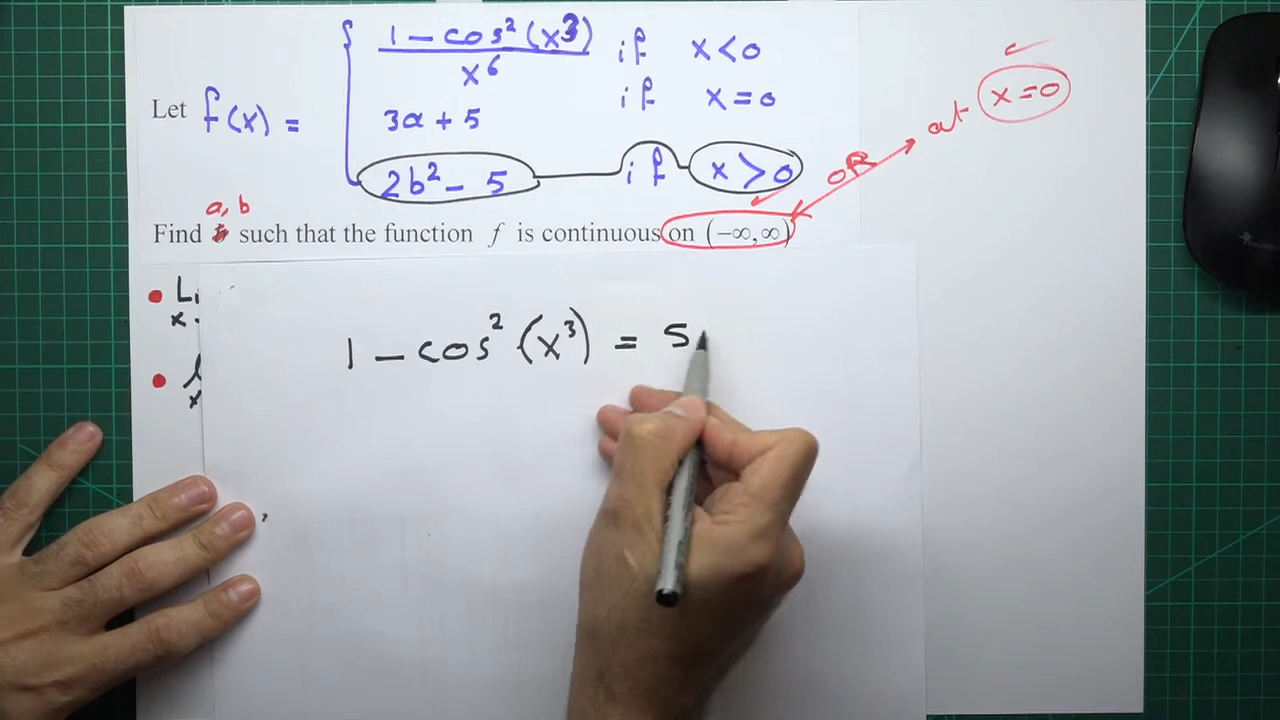 1 – cos² (x³) if x < 0
x⁶
Let f(x) = 3a + 5 if x = 0
2b² – 5 if x > 0
at x = 0
OR
a, b
Find such that the function f is continuous on (–∞, ∞)
Li
x
1 – cos² (x³) = s